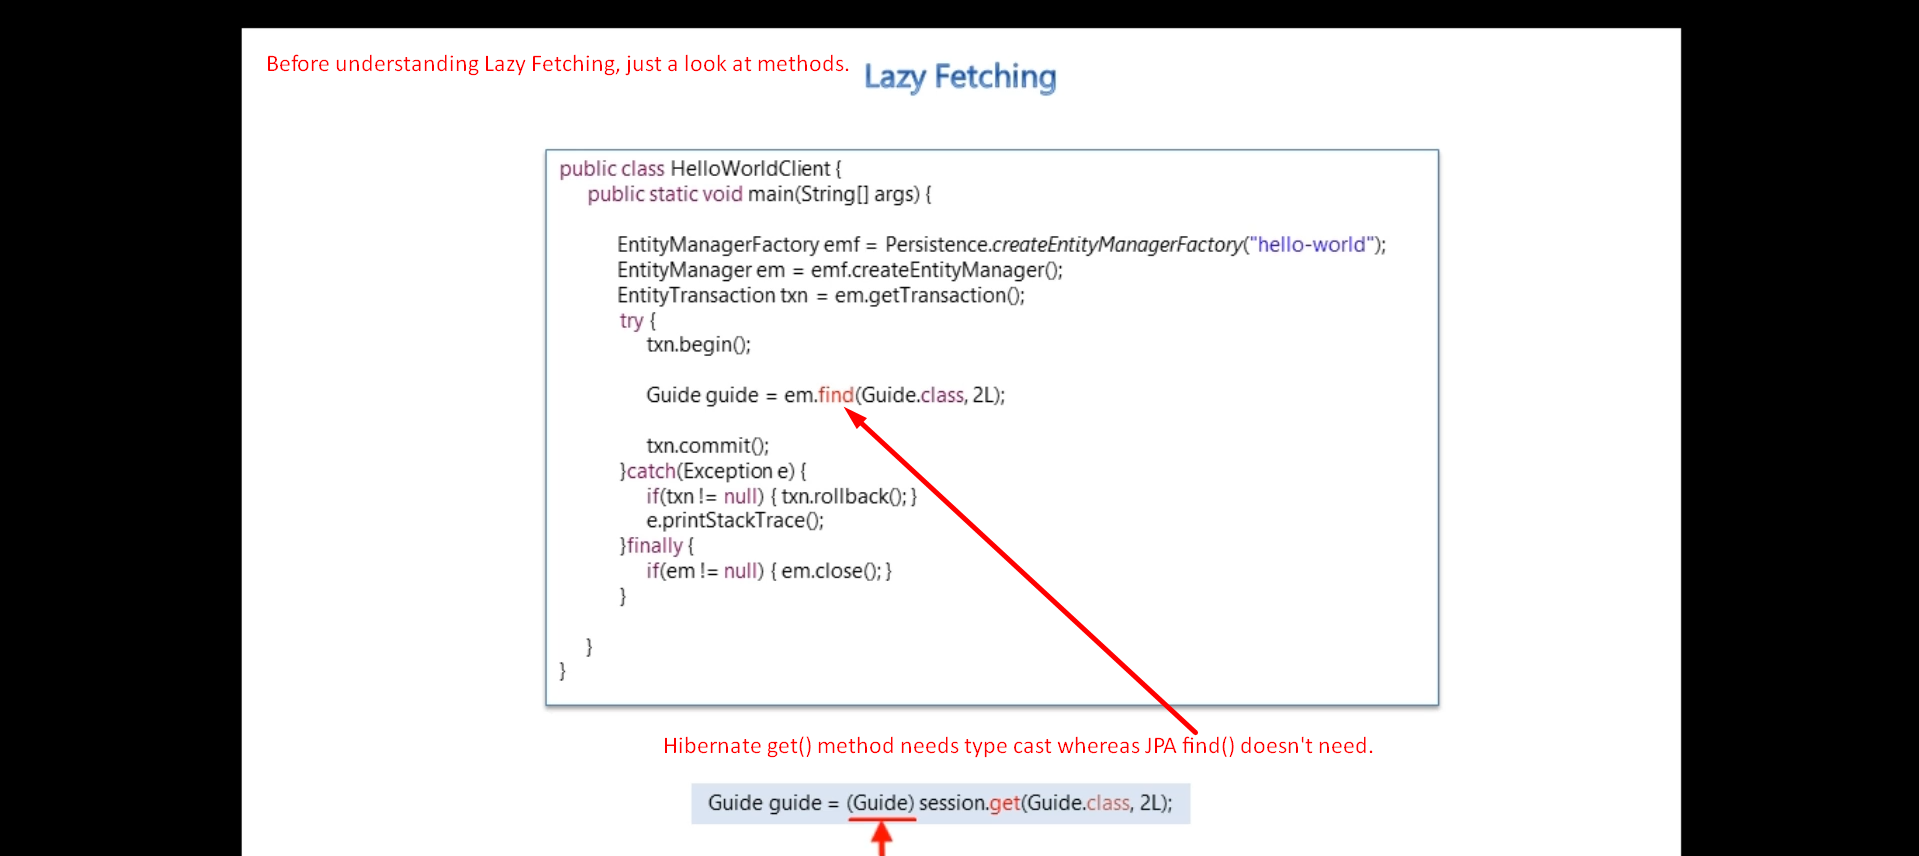 Before understanding Lazy Fetching, just a look at methods.
Lazy Fetching
public class HelloWorldClient {
public static void main(String[] args) {
EntityManagerFactory emf = Persistence.createEntityManagerFactory("hello-world");
EntityManager em = emf.createEntityManager();
EntityTransaction txn = em.getTransaction();
try {
txn.begin();
Guide guide = em.find(Guide.class, 2L);
txn.commit();
}catch(Exception e) {
if(txn != null) { txn.rollback(); }
e.printStackTrace();
}finally {
if(em != null) { em.close(); }
}
}
}
Hibernate get() method needs type cast whereas JPA find() doesn't need.
Guide guide = (Guide) session.get(Guide.class, 2L);